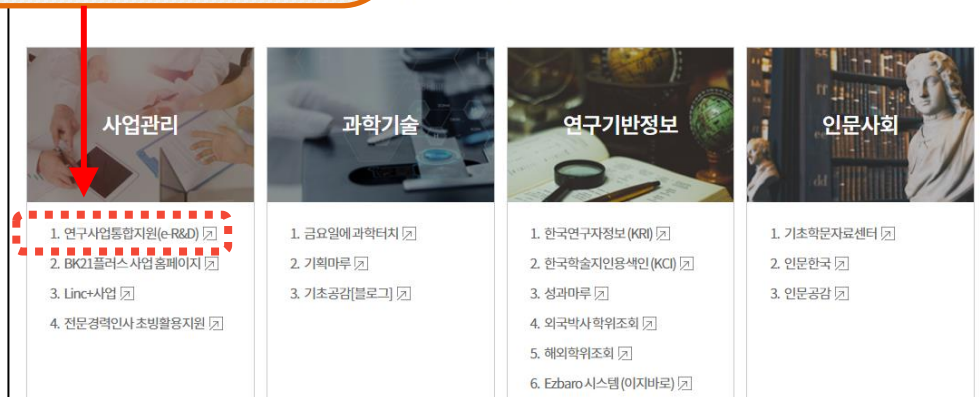 사업관리
1. 연구사업통합지원(e-R&D)
2. BK21플러스 사업 홈페이지
3. Linc+사업
4. 전문경력인사 초빙활용지원
과학기술
1. 금요일에 과학터치
2. 기획마루
3. 기초공감[블로그]
연구기반정보
1. 한국연구자정보(KRI)
2. 한국학술지인용색인(KCI)
3. 성과마루
4. 외국박사 학위조회
5. 해외학위조회
6. Ezbaro 시스템(이지바로)
인문사회
1. 기초학문자료센터
2. 인문한국
3. 인문공감